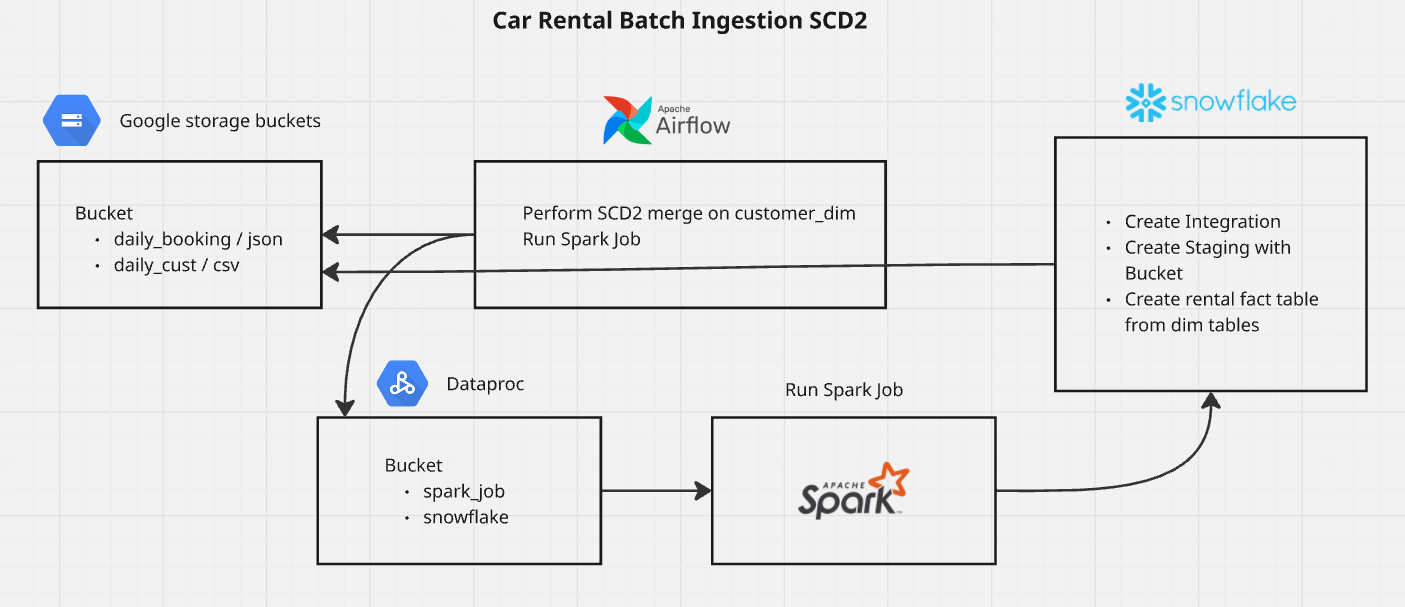 Car Rental Batch Ingestion SCD2
Google storage buckets
Apache
Airflow
snowflake
Bucket
• daily_booking / json
• daily_cust / csv
Perform SCD2 merge on customer_dim
Run Spark Job
• Create Integration
• Create Staging with
Bucket
• Create rental fact table
from dim tables
Dataproc
Run Spark Job
Bucket
• spark_job
• snowflake
APACHE
Spark™